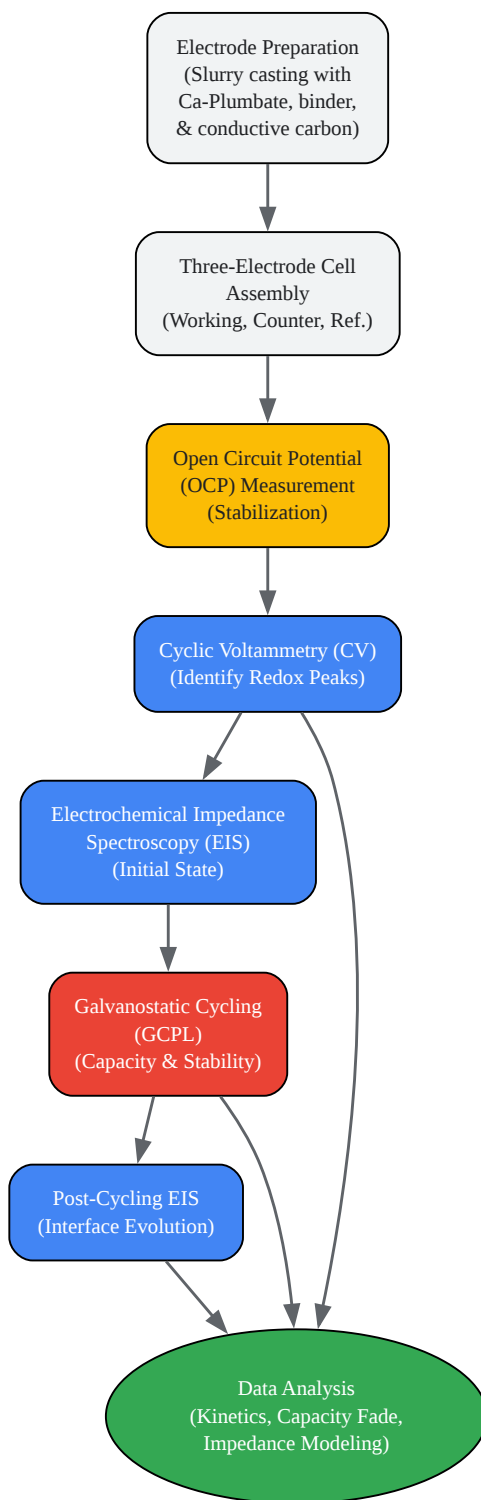 Electrode Preparation
(Slurry casting with
Ca-Plumbate, binder,
& conductive carbon)
Three-Electrode Cell
Assembly
(Working, Counter, Ref.)
Open Circuit Potential
(OCP) Measurement
(Stabilization)
Cyclic Voltammetry (CV)
(Identify Redox Peaks)
Electrochemical Impedance
Spectroscopy (EIS)
(Initial State)
Galvanostatic Cycling
(GCPL)
(Capacity & Stability)
Post-Cycling EIS
(Interface Evolution)
Data Analysis
(Kinetics, Capacity Fade,
Impedance Modeling)